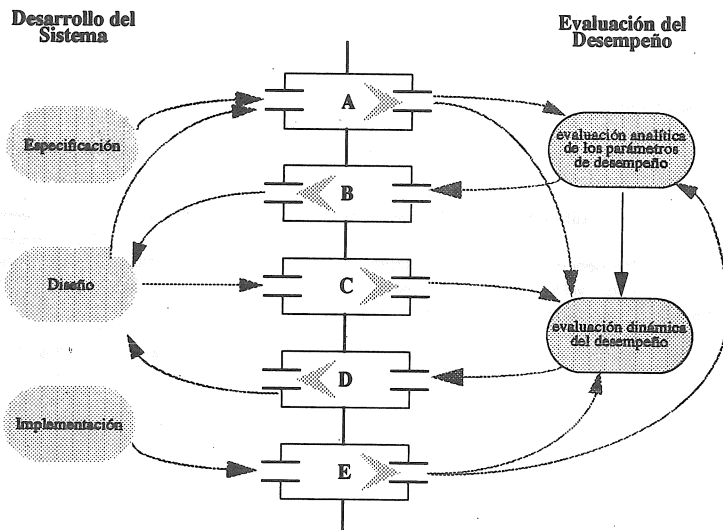 Desarrollo del
Sistema
Evaluación del
Desempeño
Especificación
Diseño
Implementación
A
B
C
D
E
evaluación analítica
de los parámetros
de desempeño
evaluación dinámica
del desempeño